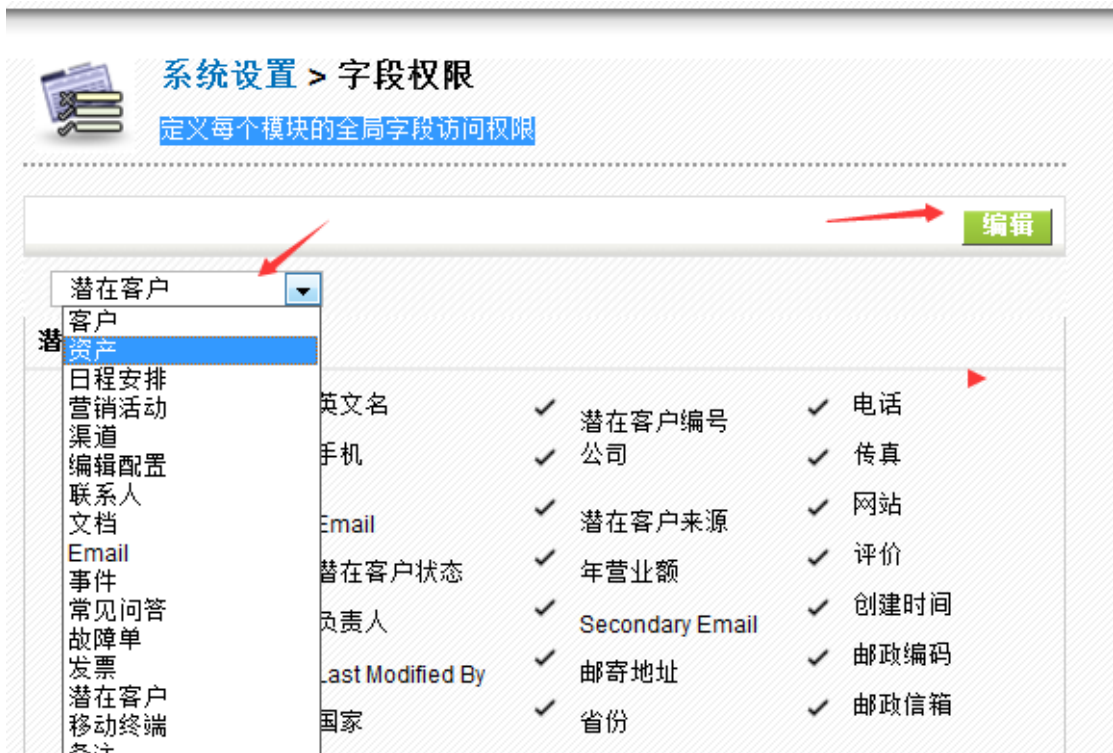 系统设置 > 字段权限
定义每个模块的全局字段访问权限
编辑
潜在客户
客户
潜
资产
日程安排
营销活动
渠道
编辑配置
联系人
文档
Email
事件
常见问答
故障单
发票
潜在客户
移动终端
备注
英文名
潜在客户编号
电话
手机
公司
传真
Email
潜在客户来源
网站
潜在客户状态
年营业额
评价
负责人
Secondary Email
创建时间
Last Modified By
邮寄地址
邮政编码
国家
省份
邮政信箱